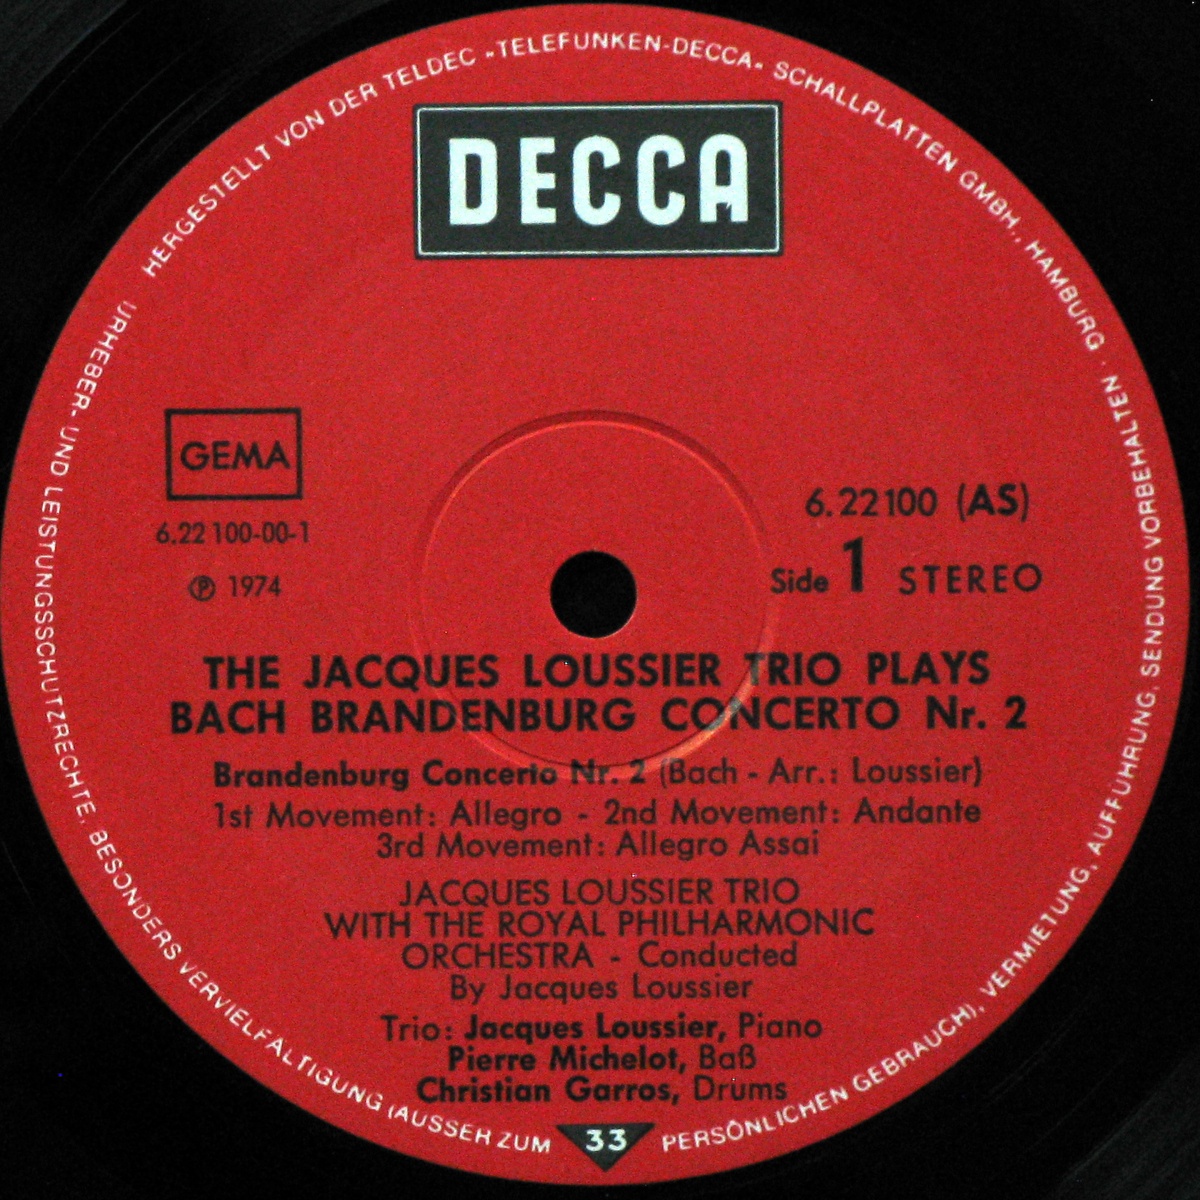 HERGESTELLT VON DER TELDEC »TELEFUNKEN-DECCA« SCHALLPLATTEN GMBH., HAMBURG · URHEBER- UND LEISTUNGSSCHUTZRECHTE, BESONDERS VERVIELFÄLTIGUNG (AUSSER ZUM PERSÖNLICHEN GEBRAUCH), VERMIETUNG, AUFFÜHRUNG, SENDUNG VORBEHALTEN
DECCA
GEMA
6.22 100-00-1
℗ 1974
6.22100 (AS)
Side 1 STEREO
THE JACQUES LOUSSIER TRIO PLAYS
BACH BRANDENBURG CONCERTO Nr. 2
Brandenburg Concerto Nr. 2 (Bach - Arr.: Loussier)
1st Movement: Allegro - 2nd Movement: Andante
3rd Movement: Allegro Assai
JACQUES LOUSSIER TRIO
WITH THE ROYAL PHILHARMONIC
ORCHESTRA - Conducted
By Jacques Loussier
Trio: Jacques Loussier, Piano
Pierre Michelot, Baß
Christian Garros, Drums
33